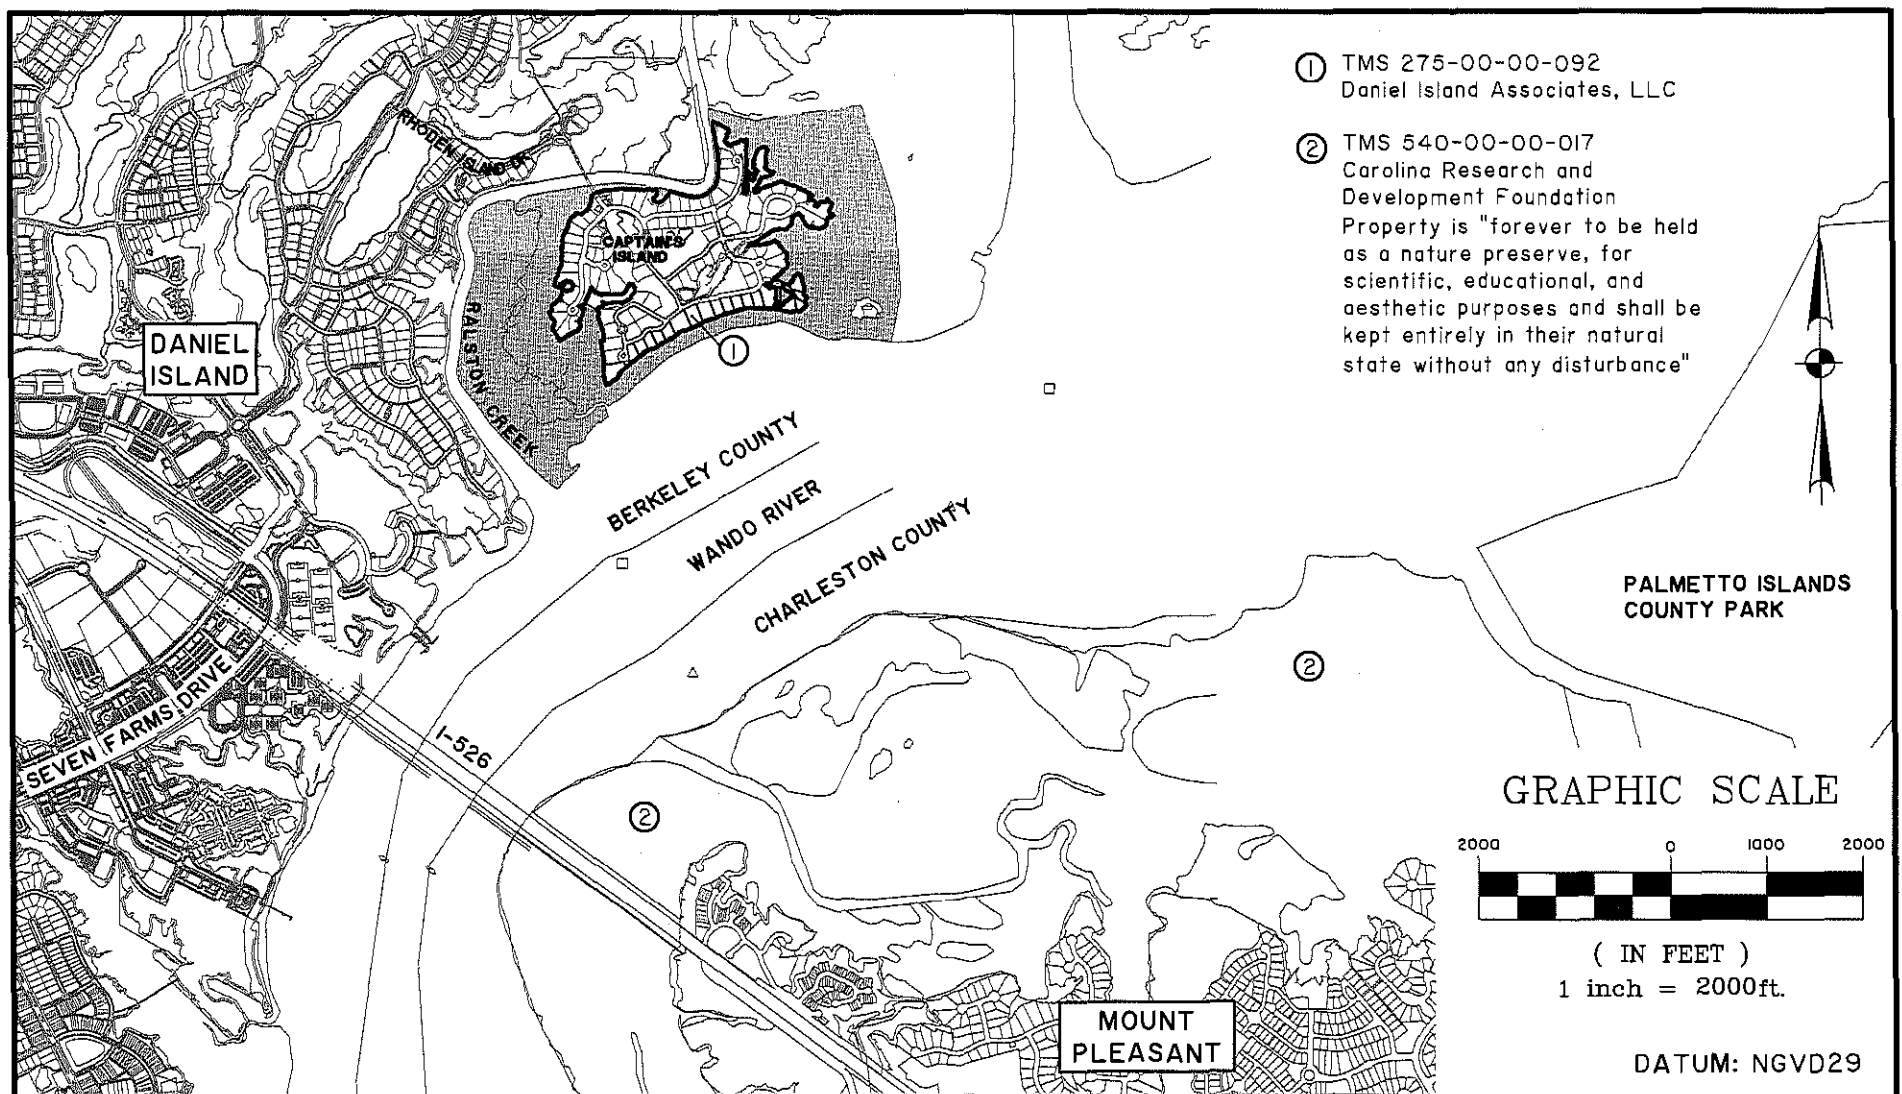 ① TMS 275-00-00-092
Daniel Island Associates, LLC
② TMS 540-00-00-017
Carolina Research and
Development Foundation
Property is "forever to be held
as a nature preserve, for
scientific, educational, and
aesthetic purposes and shall be
kept entirely in their natural
state without any disturbance"
RHODEN ISLAND DR.
CAPTAIN'S
ISLAND
①
RALSTON CREEK
DANIEL
ISLAND
BERKELEY COUNTY
WANDO RIVER
CHARLESTON COUNTY
PALMETTO ISLANDS
COUNTY PARK
②
SEVEN FARMS DRIVE
I-526
②
GRAPHIC SCALE
2000 0 1000 2000
( IN FEET )
1 inch = 2000ft.
MOUNT
PLEASANT
DATUM: NGVD29